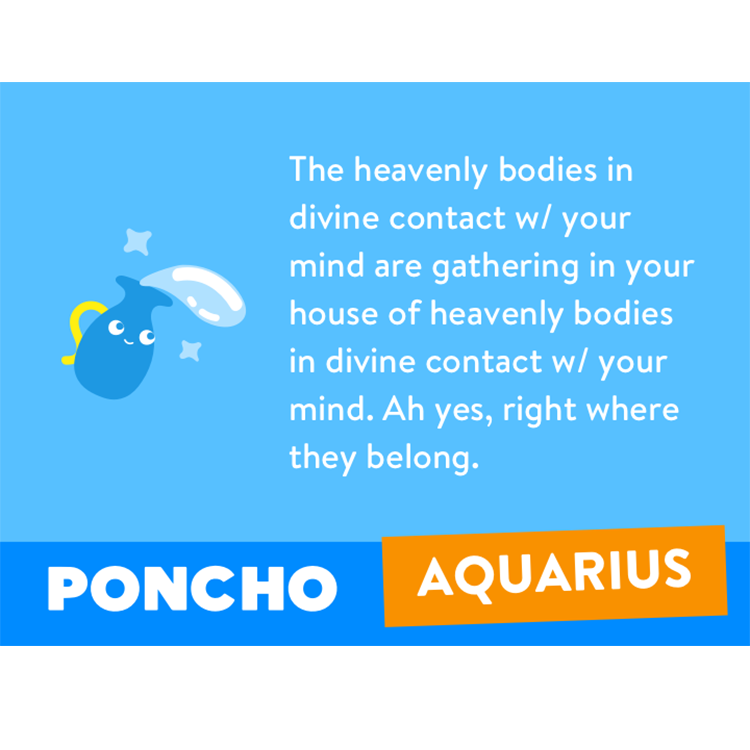 The heavenly bodies in
divine contact w/ your
mind are gathering in your
house of heavenly bodies
in divine contact w/ your
mind. Ah yes, right where
they belong.
PONCHO
AQUARIUS